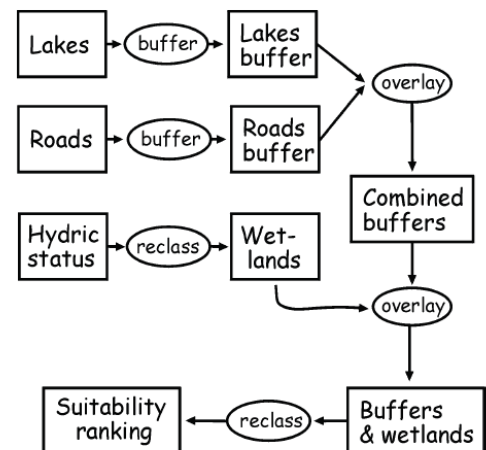 Lakes
buffer
Lakes
buffer
overlay
Roads
buffer
Roads
buffer
Combined
buffers
Hydric
status
reclass
Wet-
lands
overlay
Suitability
ranking
reclass
Buffers
& wetlands